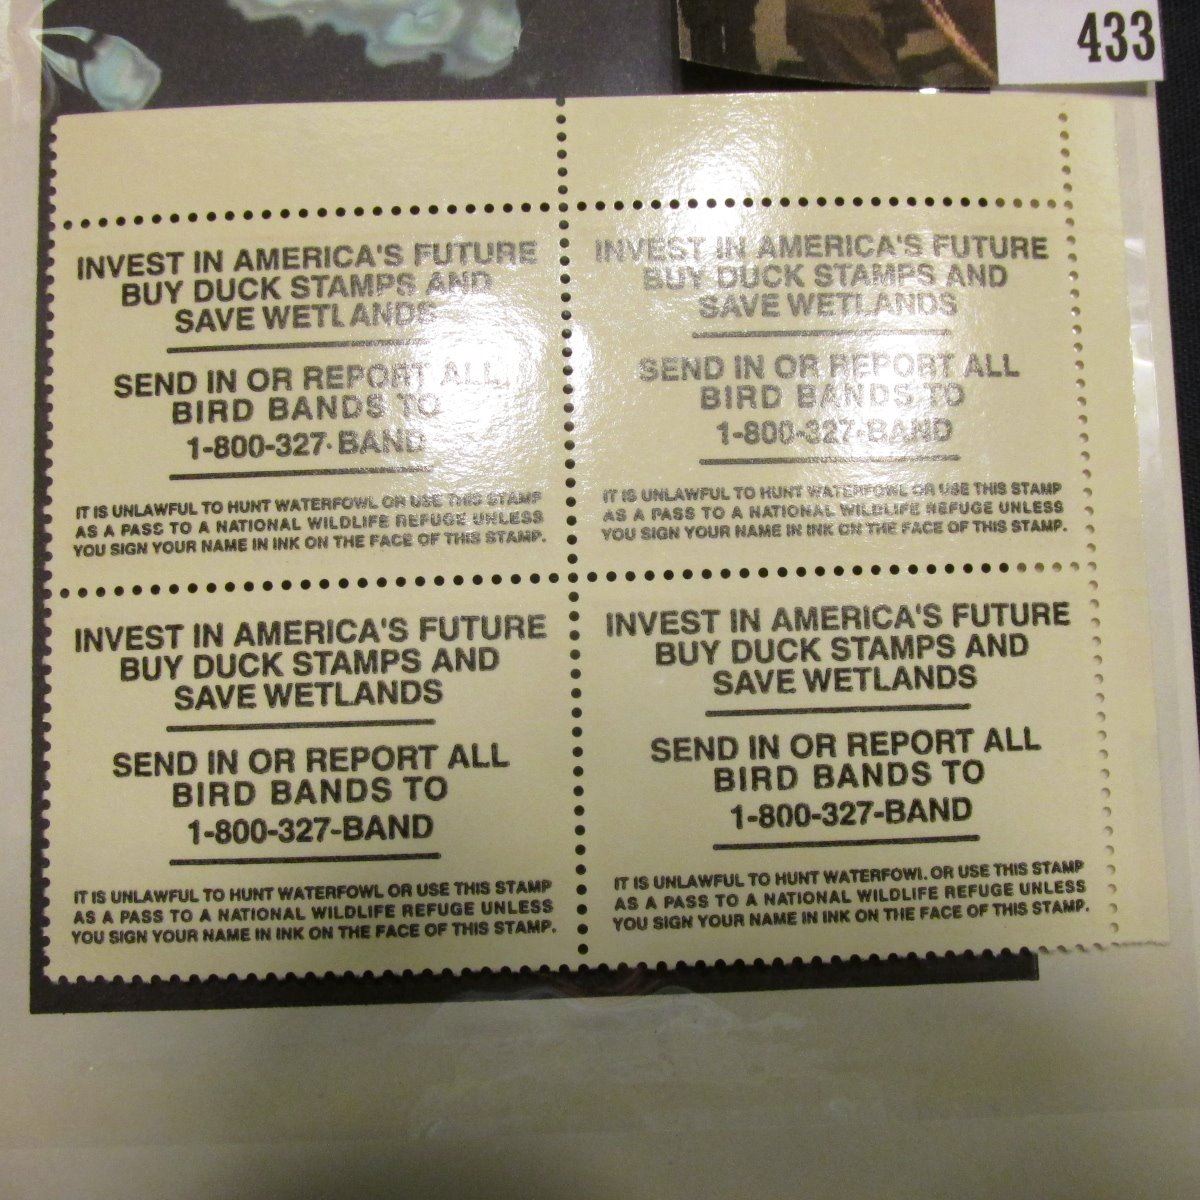 433
INVEST IN AMERICA'S FUTURE
BUY DUCK STAMPS AND
SAVE WETLANDS
SEND IN OR REPORT ALL
BIRD BANDS TO
1-800-327-BAND
IT IS UNLAWFUL TO HUNT WATERFOWL OR USE THIS STAMP
AS A PASS TO A NATIONAL WILDLIFE REFUGE UNLESS
YOU SIGN YOUR NAME IN INK ON THE FACE OF THIS STAMP.
INVEST IN AMERICA'S FUTURE
BUY DUCK STAMPS AND
SAVE WETLANDS
SEND IN OR REPORT ALL
BIRD BANDS TO
1-800-327-BAND
IT IS UNLAWFUL TO HUNT WATERFOWL OR USE THIS STAMP
AS A PASS TO A NATIONAL WILDLIFE REFUGE UNLESS
YOU SIGN YOUR NAME IN INK ON THE FACE OF THIS STAMP.
INVEST IN AMERICA'S FUTURE
BUY DUCK STAMPS AND
SAVE WETLANDS
SEND IN OR REPORT ALL
BIRD BANDS TO
1-800-327-BAND
IT IS UNLAWFUL TO HUNT WATERFOWL OR USE THIS STAMP
AS A PASS TO A NATIONAL WILDLIFE REFUGE UNLESS
YOU SIGN YOUR NAME IN INK ON THE FACE OF THIS STAMP.
INVEST IN AMERICA'S FUTURE
BUY DUCK STAMPS AND
SAVE WETLANDS
SEND IN OR REPORT ALL
BIRD BANDS TO
1-800-327-BAND
IT IS UNLAWFUL TO HUNT WATERFOWL OR USE THIS STAMP
AS A PASS TO A NATIONAL WILDLIFE REFUGE UNLESS
YOU SIGN YOUR NAME IN INK ON THE FACE OF THIS STAMP.